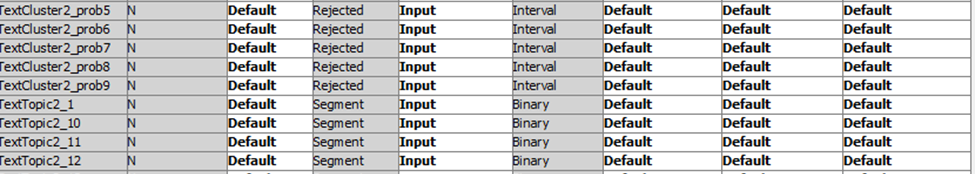 TextCluster2_prob5 N Default Rejected Input Interval Default Default Default
TextCluster2_prob6 N Default Rejected Input Interval Default Default Default
TextCluster2_prob7 N Default Rejected Input Interval Default Default Default
TextCluster2_prob8 N Default Rejected Input Interval Default Default Default
TextCluster2_prob9 N Default Rejected Input Interval Default Default Default
TextTopic2_1 N Default Segment Input Binary Default Default Default
TextTopic2_10 N Default Segment Input Binary Default Default Default
TextTopic2_11 N Default Segment Input Binary Default Default Default
TextTopic2_12 N Default Segment Input Binary Default Default Default